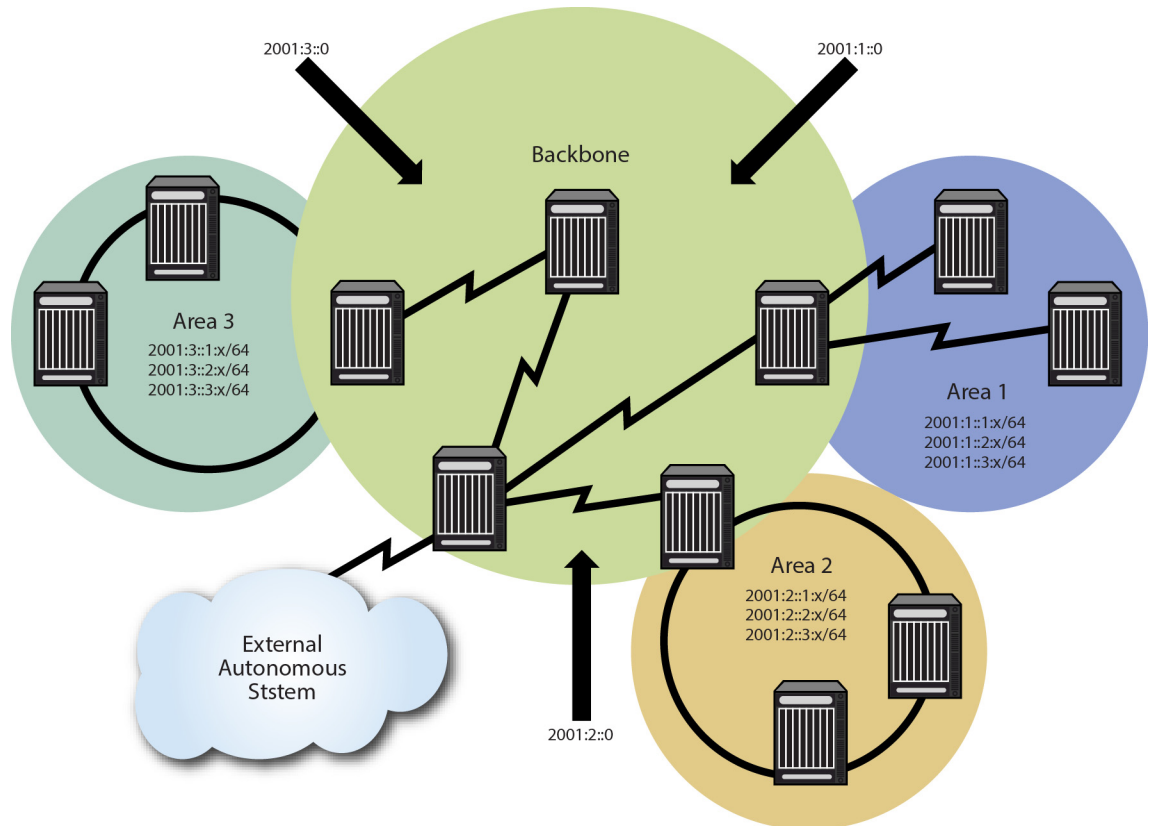 2001:3::0
2001:1::0
Backbone
Area 3
2001:3::1:x/64
2001:3::2:x/64
2001:3::3:x/64
Area 1
2001:1::1:x/64
2001:1::2:x/64
2001:1::3:x/64
Area 2
2001:2::1:x/64
2001:2::2:x/64
2001:2::3:x/64
External
Autonomous
Ststem
2001:2::0